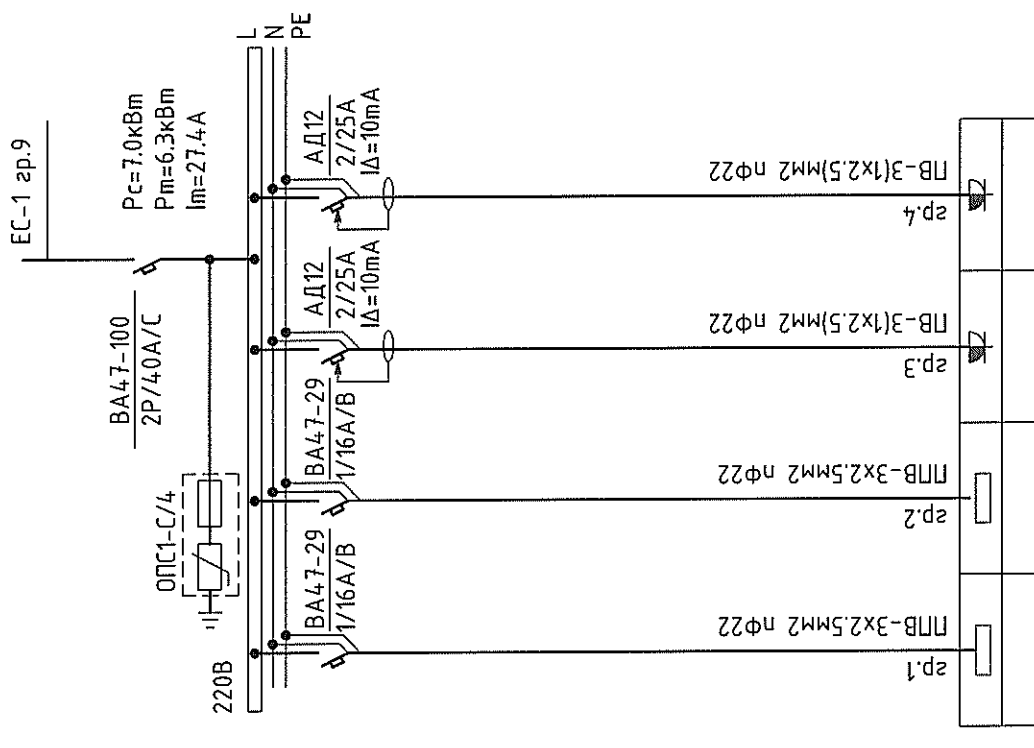 ЕС-1 гр.9
Рс=7.0кВт
Рт=6.3кВт
Iт=27.4А
ВА47-100
2Р/40А/С
ОПС1-С/4
220В
L
N
PE
ВА47-29
1/16А/В
ВА47-29
1/16А/В
АД12
2/25А
IΔ=10mA
АД12
2/25А
IΔ=10mA
гр.1
ППВ-3х2.5мм2 пФ22
гр.2
ППВ-3х2.5мм2 пФ22
гр.3
ПВ-3(1х2.5)мм2 пФ22
гр.4
ПВ-3(1х2.5)мм2 пФ22